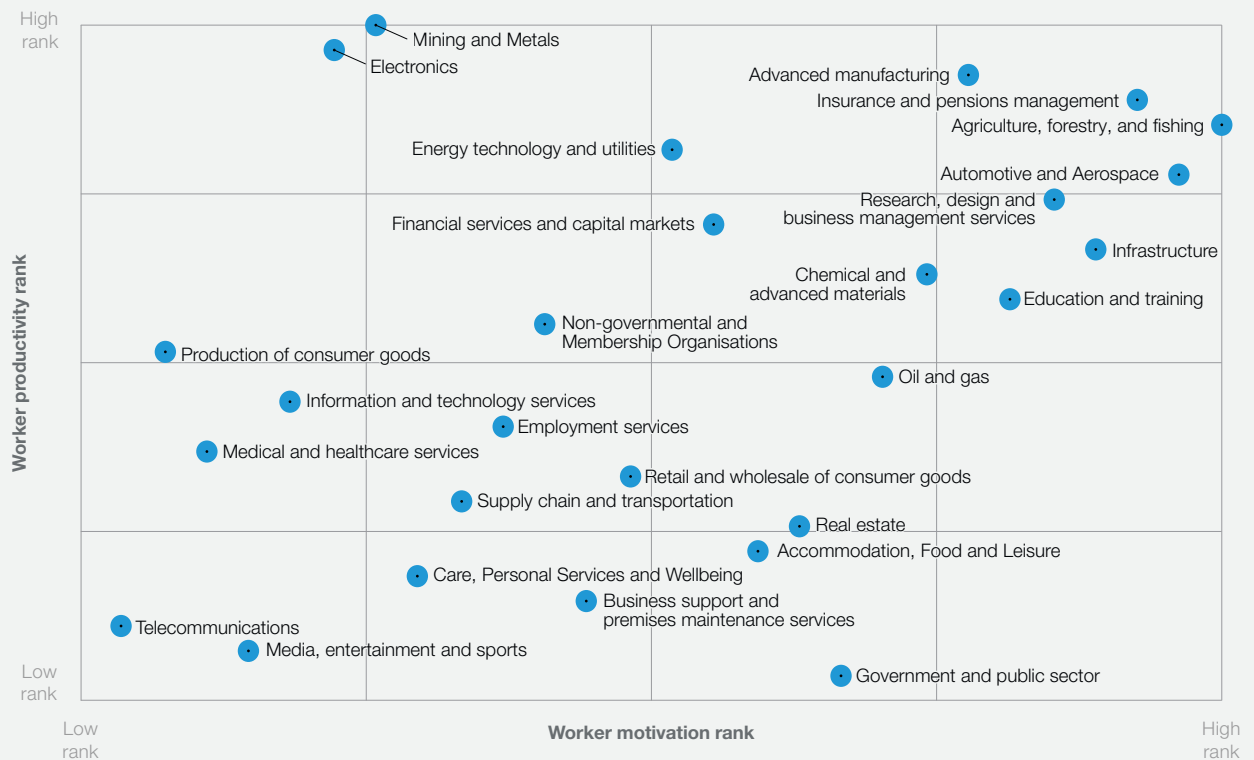 High
rank
Mining and Metals
Electronics
Advanced manufacturing
Insurance and pensions management
Agriculture, forestry, and fishing
Energy technology and utilities
Automotive and Aerospace
Research, design and
business management services
Financial services and capital markets
Infrastructure
Chemical and
advanced materials
Education and training
Non-governmental and
Membership Organisations
Production of consumer goods
Oil and gas
Information and technology services
Employment services
Medical and healthcare services
Retail and wholesale of consumer goods
Supply chain and transportation
Real estate
Accommodation, Food and Leisure
Care, Personal Services and Wellbeing
Business support and
premises maintenance services
Telecommunications
Media, entertainment and sports
Government and public sector
Worker productivity rank
Low
rank
Low
rank
Worker motivation rank
High
rank